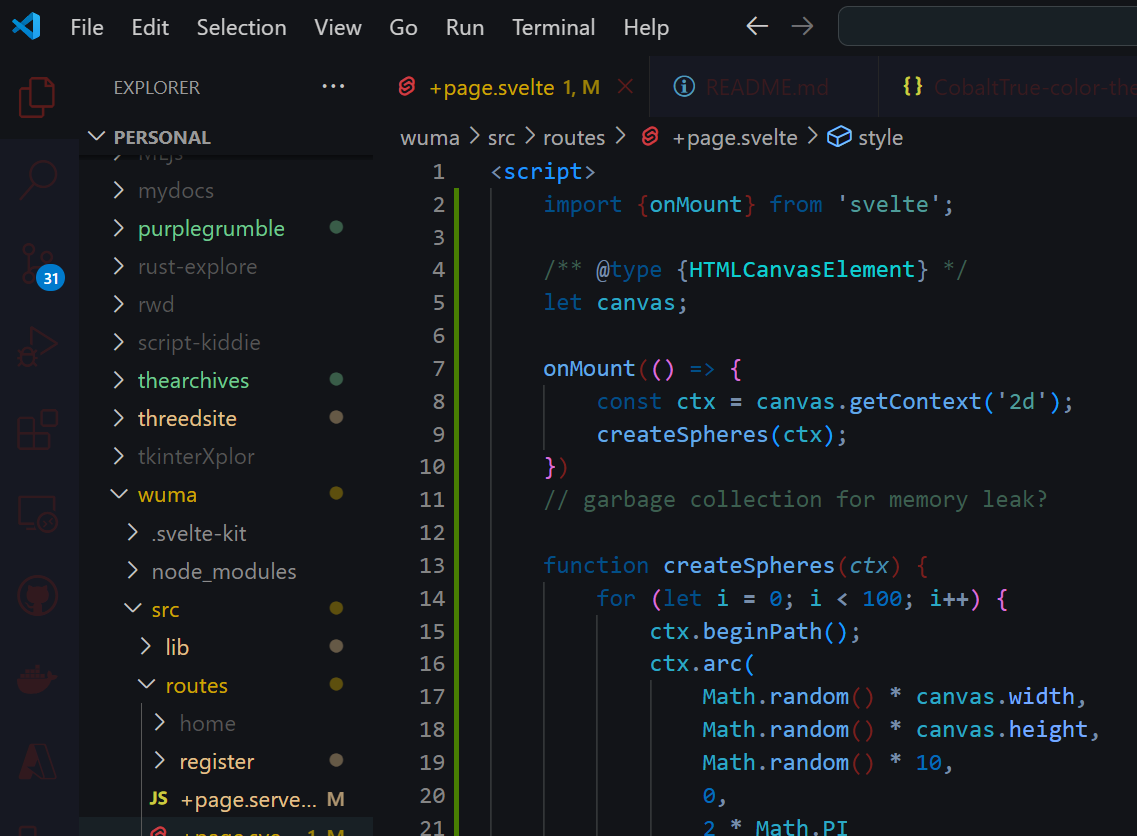 File Edit Selection View Go Run Terminal Help
EXPLORER
PERSONAL
MLjs
mydocs
purplegrumble
rust-explore
rwd
script-kiddie
thearchives
threedsite
tkinterXplor
wuma
.svelte-kit
node_modules
src
lib
routes
home
register
JS +page.serve... M
+page.sve... 1, M
31
+page.svelte 1, M
README.md
{} CobaltTrue-color-the
wuma > src > routes > +page.svelte > style
1 <script>
2 import {onMount} from 'svelte';
3
4 /** @type {HTMLCanvasElement} */
5 let canvas;
6
7 onMount(() => {
8 const ctx = canvas.getContext('2d');
9 createSpheres(ctx);
10 })
11 // garbage collection for memory leak?
12
13 function createSpheres(ctx) {
14 for (let i = 0; i < 100; i++) {
15 ctx.beginPath();
16 ctx.arc(
17 Math.random() * canvas.width,
18 Math.random() * canvas.height,
19 Math.random() * 10,
20 0,
21 2 * Math.PI